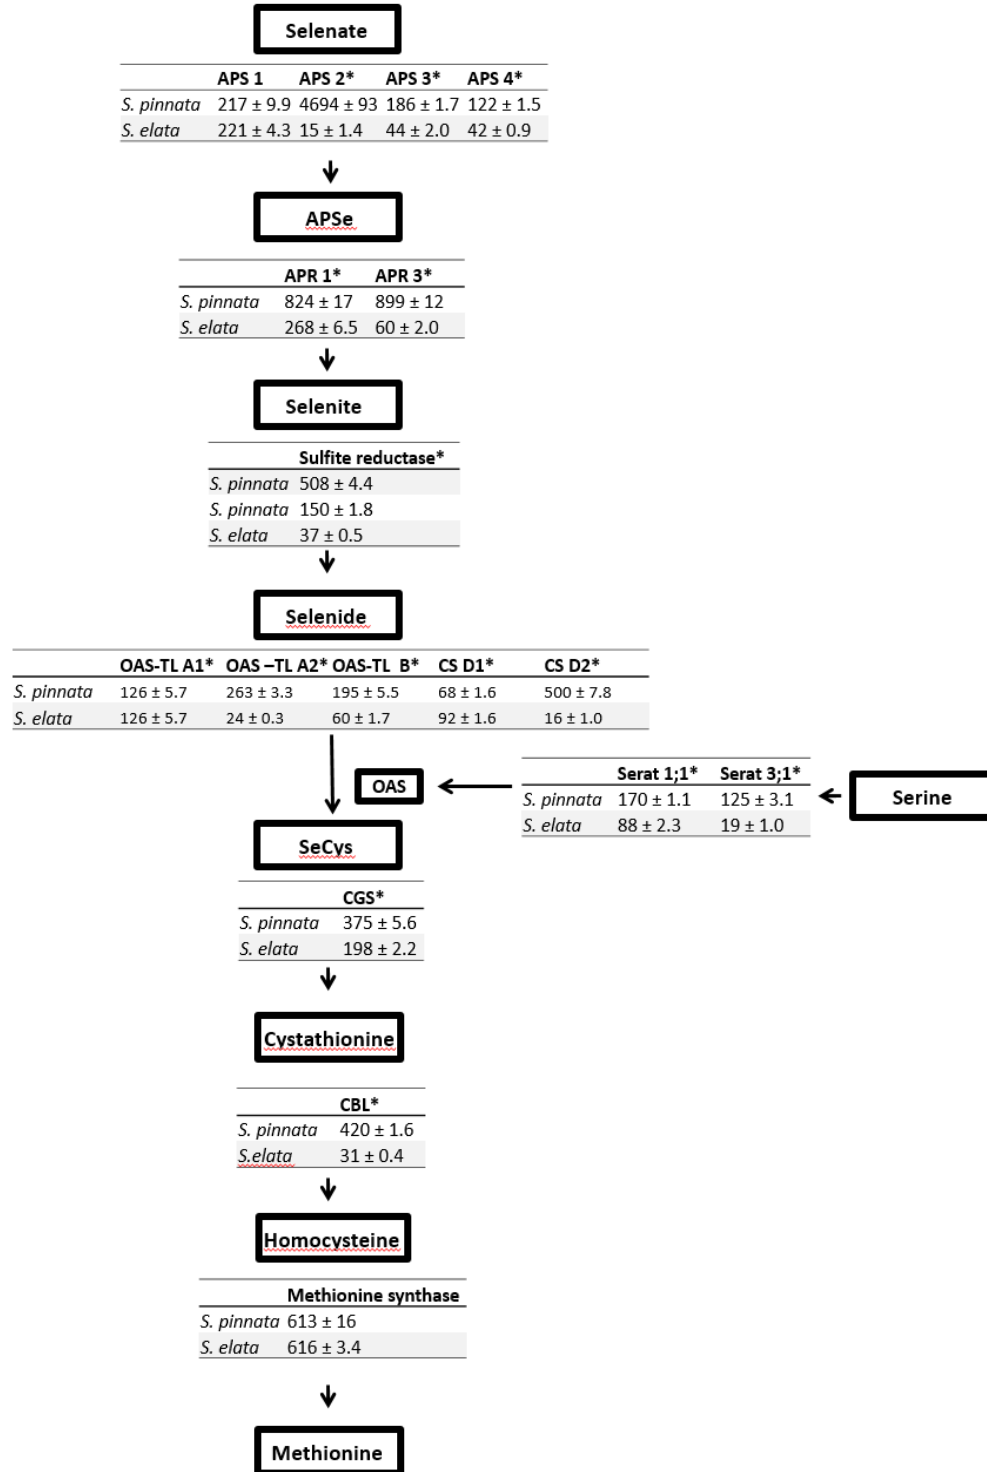 Selenate
APS 1 APS 2* APS 3* APS 4*
S. pinnata 217 ± 9.9 4694 ± 93 186 ± 1.7 122 ± 1.5
S. elata 221 ± 4.3 15 ± 1.4 44 ± 2.0 42 ± 0.9
APSe
APR 1* APR 3*
S. pinnata 824 ± 17 899 ± 12
S. elata 268 ± 6.5 60 ± 2.0
Selenite
Sulfite reductase*
S. pinnata 508 ± 4.4
S. pinnata 150 ± 1.8
S. elata 37 ± 0.5
Selenide
OAS-TL A1* OAS –TL A2* OAS-TL B* CS D1* CS D2*
S. pinnata 126 ± 5.7 263 ± 3.3 195 ± 5.5 68 ± 1.6 500 ± 7.8
S. elata 126 ± 5.7 24 ± 0.3 60 ± 1.7 92 ± 1.6 16 ± 1.0
OAS
Serat 1;1* Serat 3;1*
S. pinnata 170 ± 1.1 125 ± 3.1
S. elata 88 ± 2.3 19 ± 1.0
Serine
SeCys
CGS*
S. pinnata 375 ± 5.6
S. elata 198 ± 2.2
Cystathionine
CBL*
S. pinnata 420 ± 1.6
S.elata 31 ± 0.4
Homocysteine
Methionine synthase
S. pinnata 613 ± 16
S. elata 616 ± 3.4
Methionine